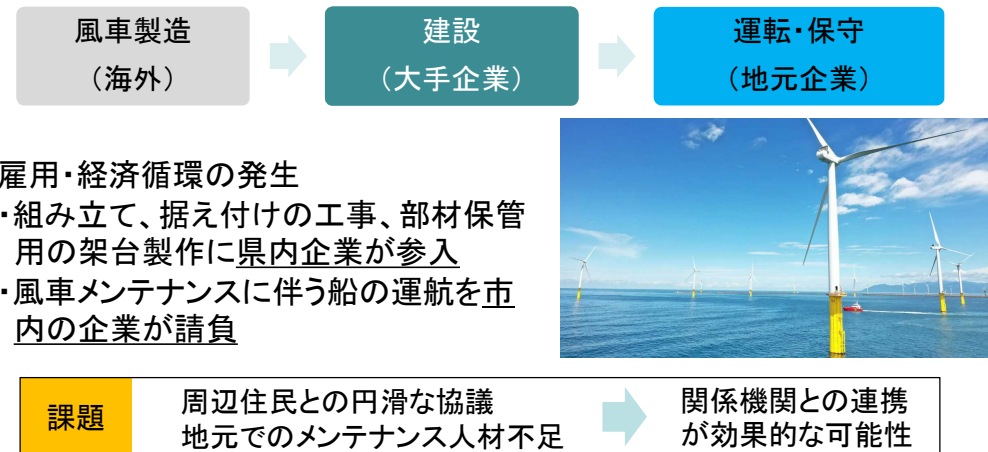 風車製造
（海外）
建設
（大手企業）
運転・保守
（地元企業）
雇用・経済循環の発生
・組み立て、据え付けの工事、部材保管
用の架台製作に県内企業が参入
・風車メンテナンスに伴う船の運航を市
内の企業が請負
課題
周辺住民との円滑な協議
地元でのメンテナンス人材不足
関係機関との連携
が効果的な可能性